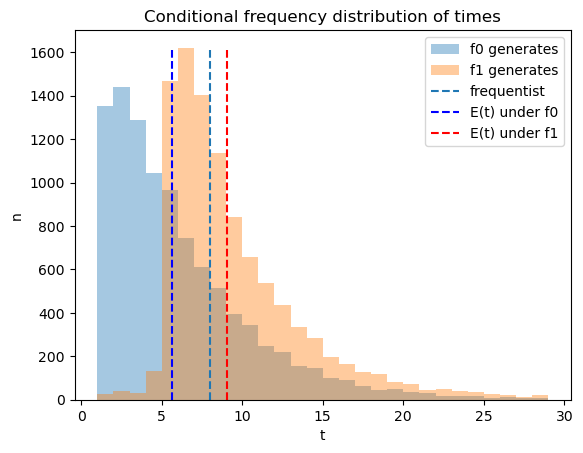 Conditional frequency distribution of times
f0 generates
f1 generates
frequentist
E(t) under f0
E(t) under f1
1600
1400
1200
1000
800
600
400
200
0
n
0 5 10 15 20 25 30
t